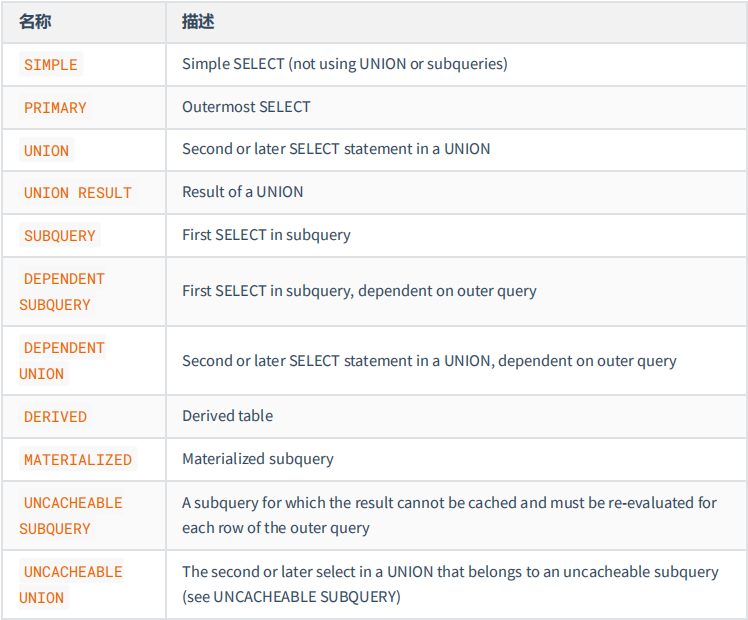 名称 描述
SIMPLE Simple SELECT (not using UNION or subqueries)
PRIMARY Outermost SELECT
UNION Second or later SELECT statement in a UNION
UNION RESULT Result of a UNION
SUBQUERY First SELECT in subquery
DEPENDENT
SUBQUERY
First SELECT in subquery, dependent on outer query
DEPENDENT
UNION
Second or later SELECT statement in a UNION, dependent on outer query
DERIVED Derived table
MATERIALIZED Materialized subquery
UNCACHEABLE
SUBQUERY
A subquery for which the result cannot be cached and must be re-evaluated for
each row of the outer query
UNCACHEABLE
UNION
The second or later select in a UNION that belongs to an uncacheable subquery
(see UNCACHEABLE SUBQUERY)